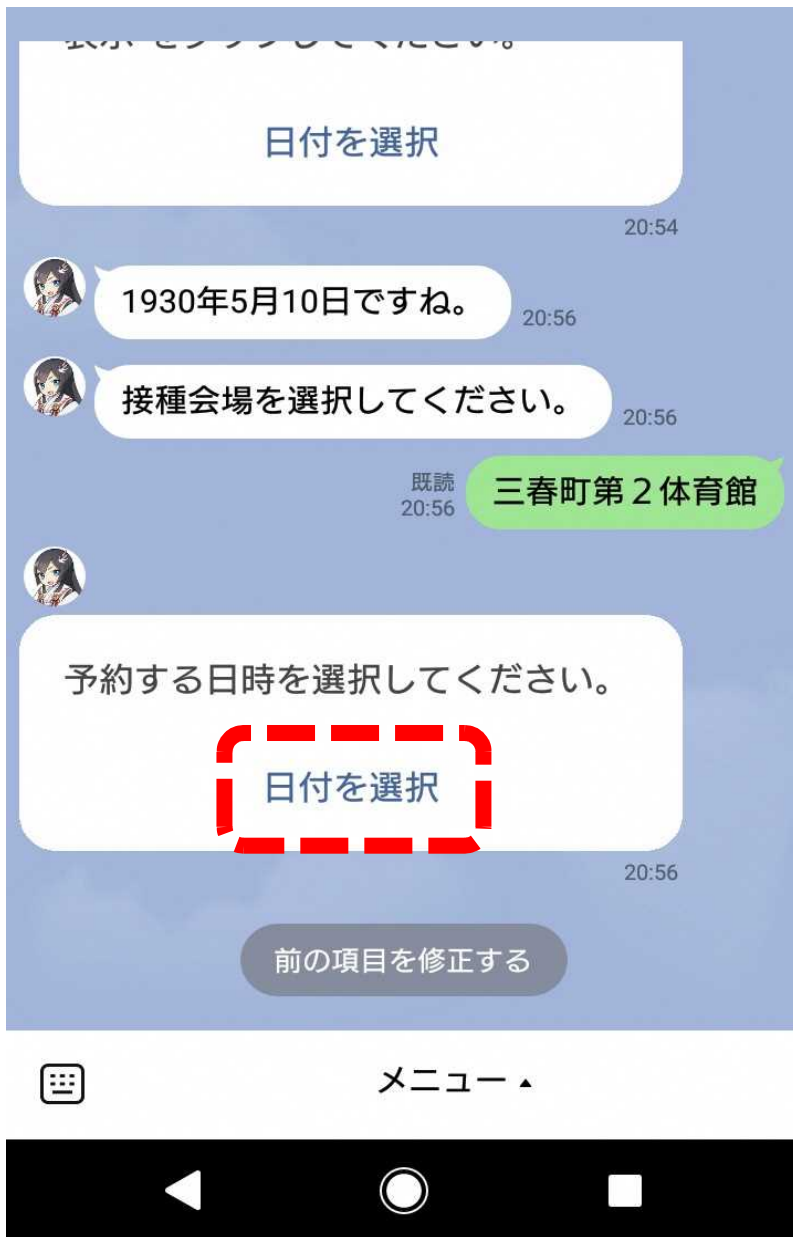 日付を選択
20:54
1930年5月10日ですね。
20:56
接種会場を選択してください。
20:56
既読
20:56
三春町第２体育館
予約する日時を選択してください。
日付を選択
20:56
前の項目を修正する
メニュー